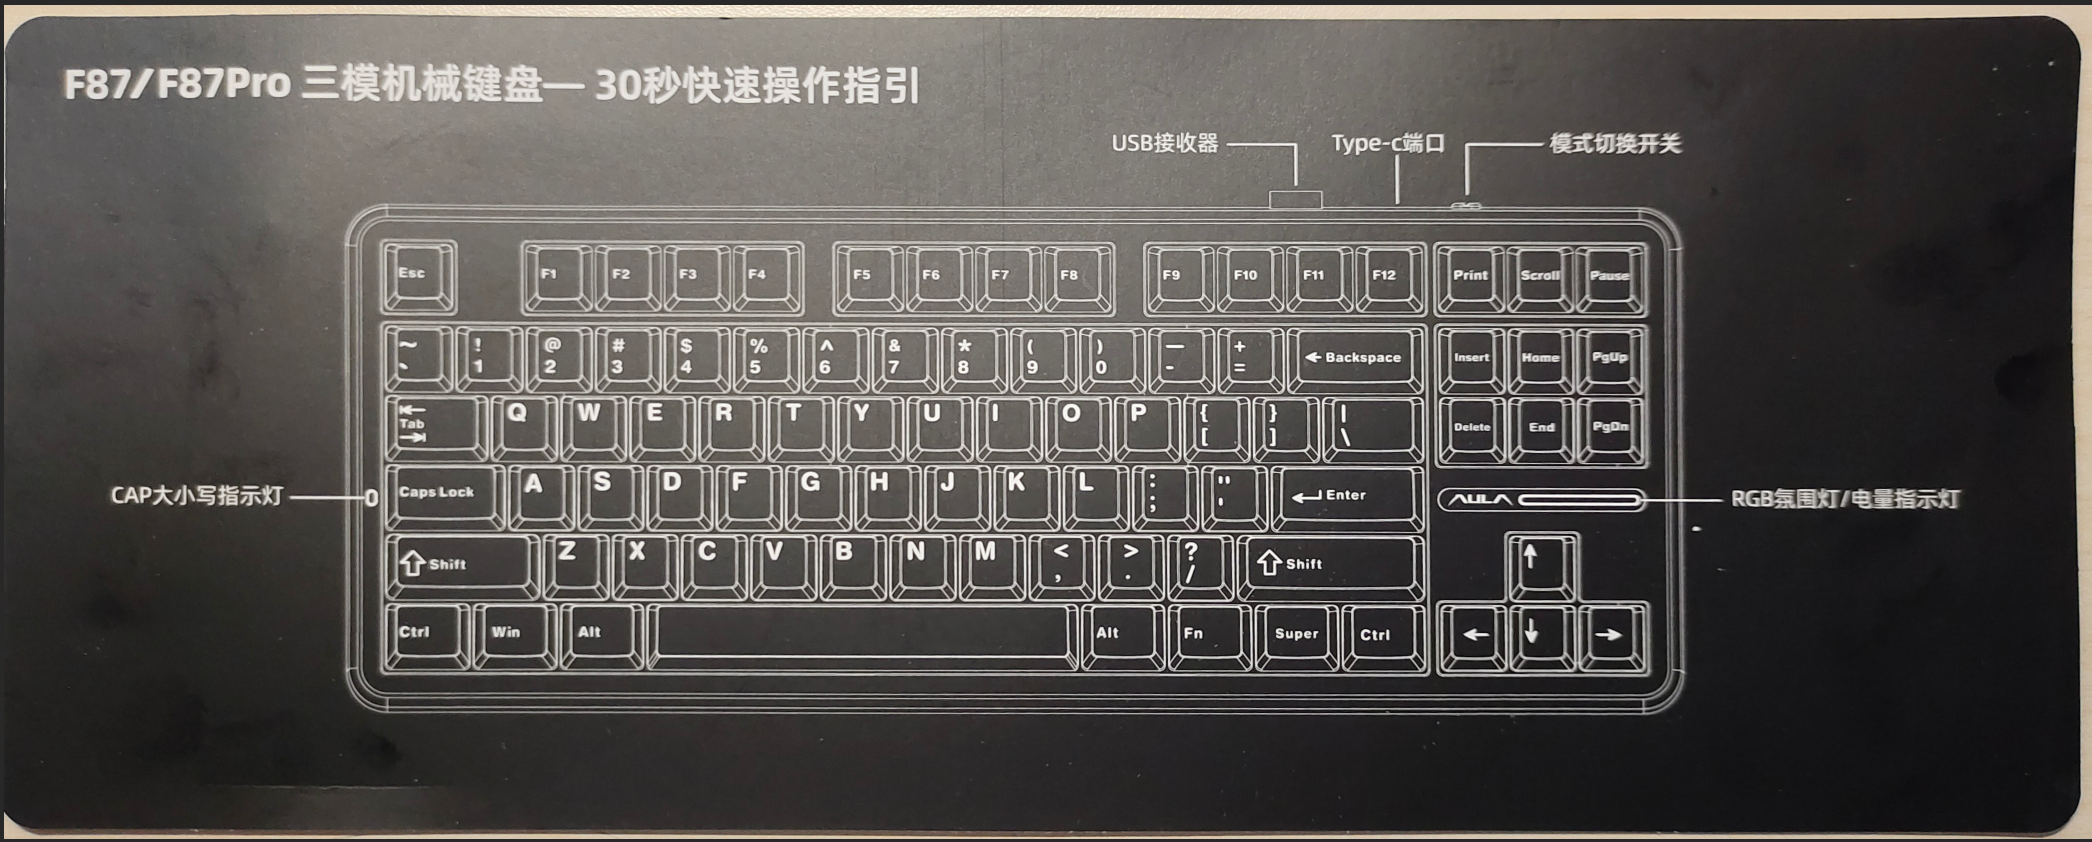 F87/F87Pro 三模机械键盘— 30秒快速操作指引
USB接收器 Type-c端口 模式切换开关
Esc F1 F2 F3 F4 F5 F6 F7 F8 F9 F10 F11 F12 Print Scroll Pause
~ ! @ # $ % ^ & * ( ) — +
` 1 2 3 4 5 6 7 8 9 0 - = ← Backspace Insert Home PgUp
Tab Q W E R T Y U I O P { [ } ] | \ Delete End PgDn
CAP大小写指示灯 Caps Lock A S D F G H J K L : ; " ' Enter AULA RGB氛围灯/电量指示灯
⇧ Shift Z X C V B N M < , > . ? / ⇧ Shift ↑
Ctrl Win Alt Alt Fn Super Ctrl ← ↓ →